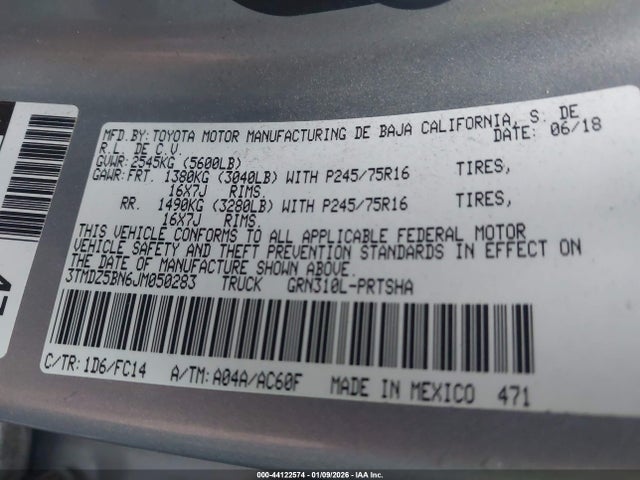 MFD.BY:TOYOTA MOTOR MANUFACTURING DE BAJA CALIFORNIA, S. DE
R.L. DE C.V. DATE: 06/18
GVWR: 2545KG (5600LB)
GAWR:FRT. 1380KG (3040LB) WITH P245/75R16 TIRES,
16X7J RIMS.
RR. 1490KG (3280LB) WITH P245/75R16 TIRES,
16X7J RIMS.
THIS VEHICLE CONFORMS TO ALL APPLICABLE FEDERAL MOTOR
VEHICLE SAFETY AND THEFT PREVENTION STANDARDS IN EFFECT ON
THE DATE OF MANUFACTURE SHOWN ABOVE.
3TMDZ5BN6JM050283 TRUCK GRN310L-PRTSHA
C/TR: 1D6/FC14 A/TM: A04A/AC60F MADE IN MEXICO 471
000-44122574 - 01/09/2026 - IAA Inc.